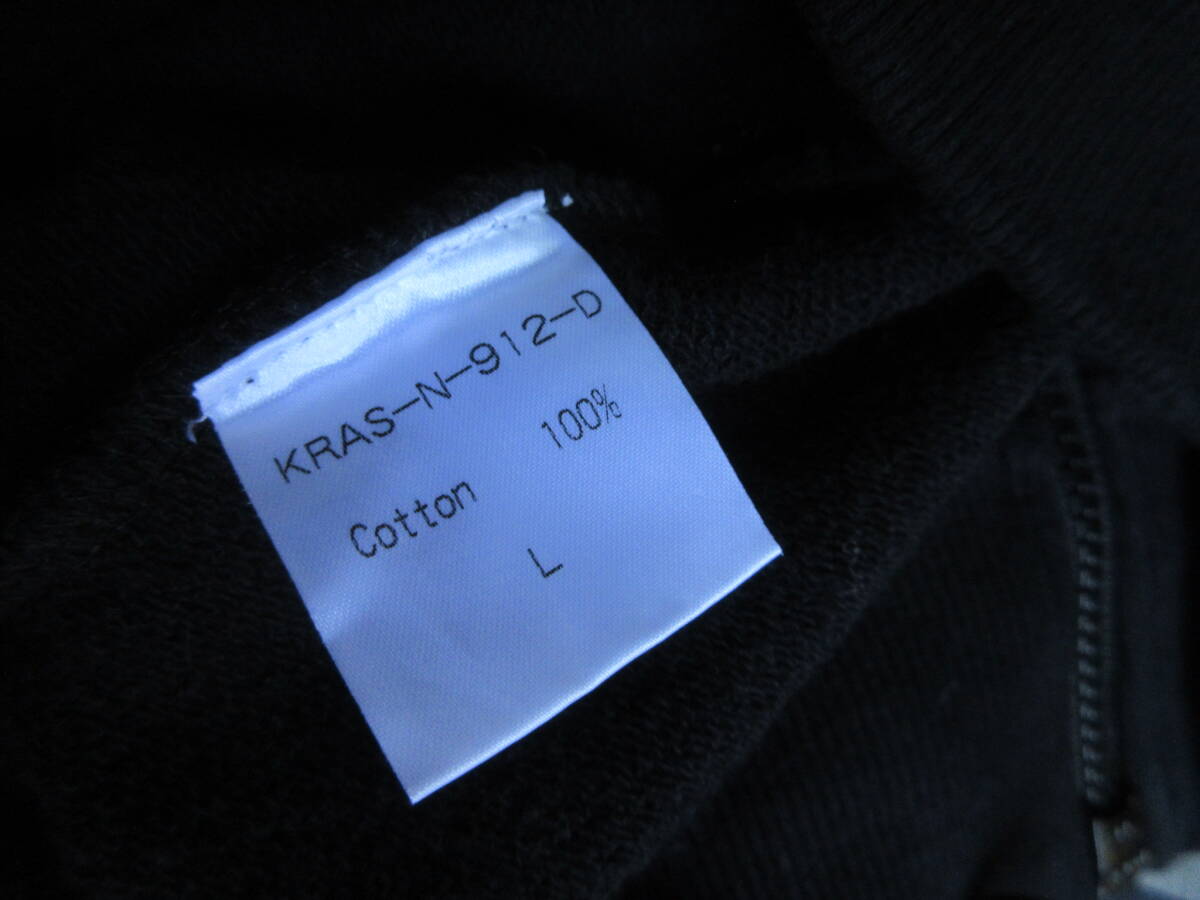 KRAS-N-912-D
Cotton 100%
L